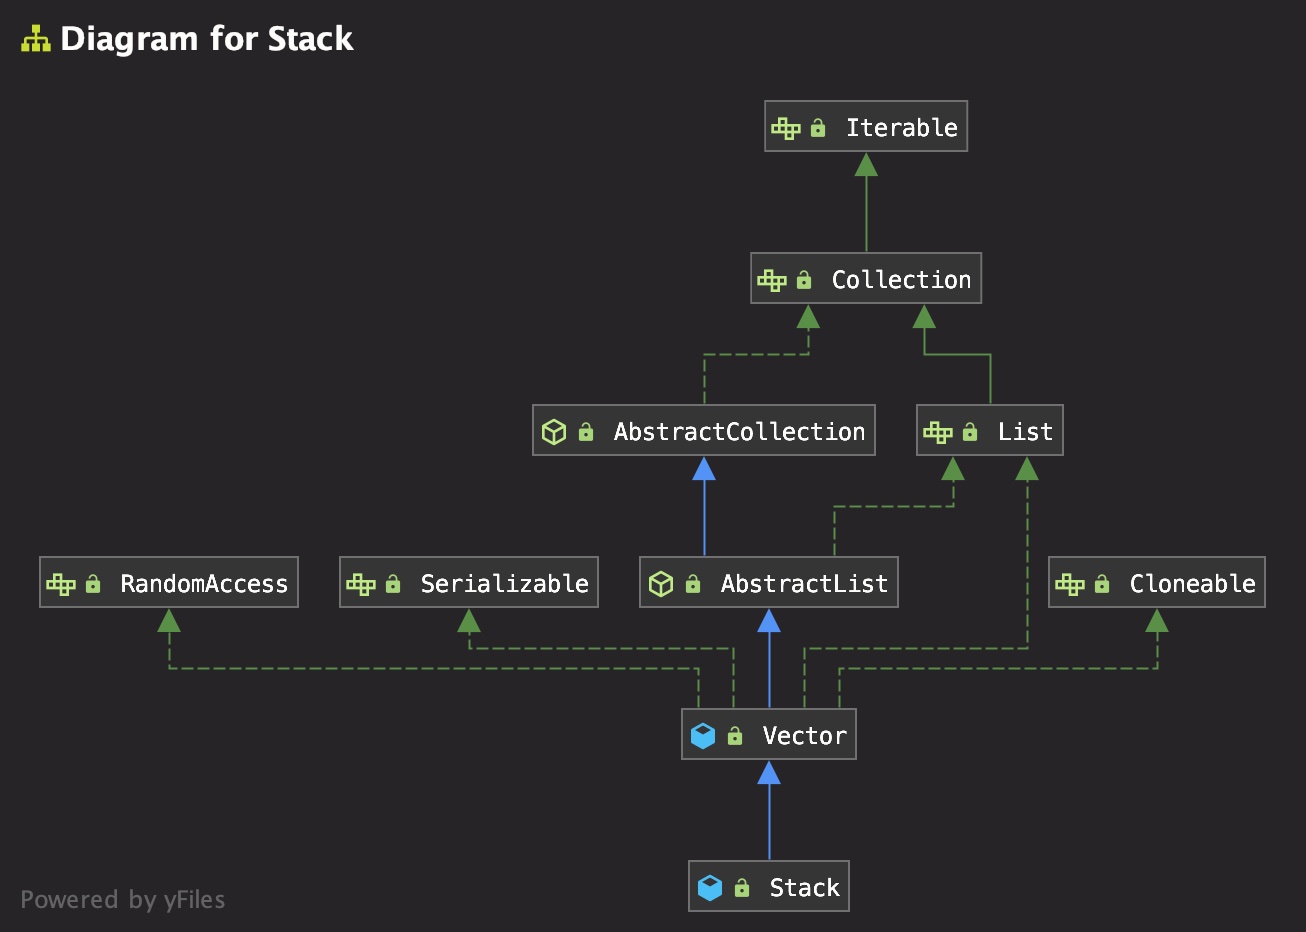 Diagram for Stack
Iterable
Collection
AbstractCollection
List
RandomAccess
Serializable
AbstractList
Cloneable
Vector
Stack
Powered by yFiles